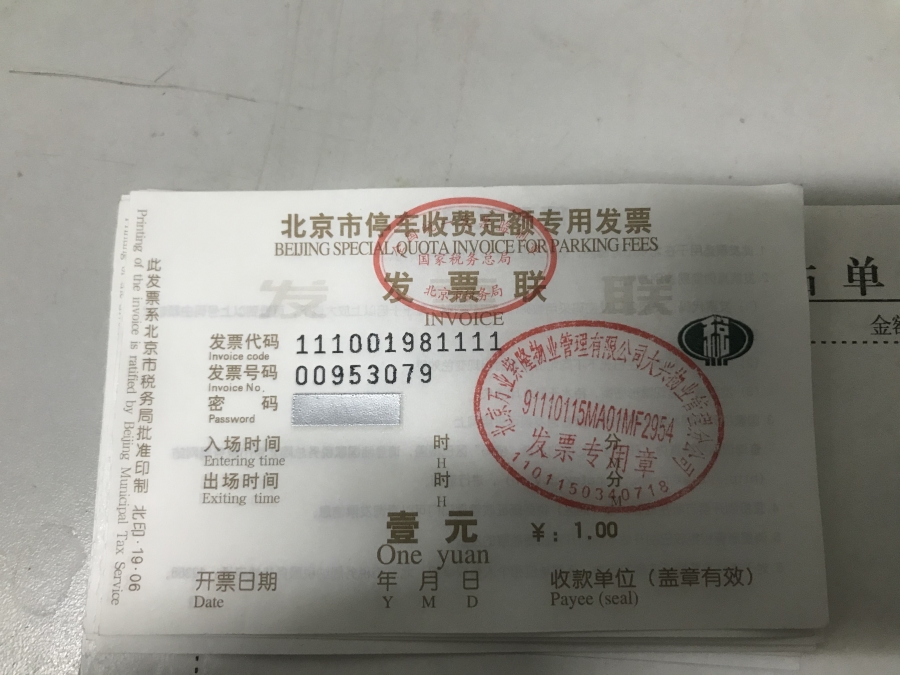 北京市停车收费定额专用发票
BEIJING SPECIAL QUOTA INVOICE FOR PARKING FEES
国家税务总局
发票联
北京市税务局
INVOICE
发票代码 111001981111
Invoice code
发票号码 00953079
Invoice No.
密 码
Password
入场时间 时 分
Entering time H M
出场时间 时 分
Exiting time H M
壹元 ¥: 1.00
One yuan
开票日期 年 月 日 收款单位（盖章有效）
Date Y M D Payee (seal)
北京万业紫隆物业管理有限公司大兴物业管理分公司
91110115MA01MF2954
发票专用章
1101150340718
此发票系北京市税务局批准印制 北印·19·06
Printing of the invoice is ratified by Beijing Municipal Tax Service
单
金额